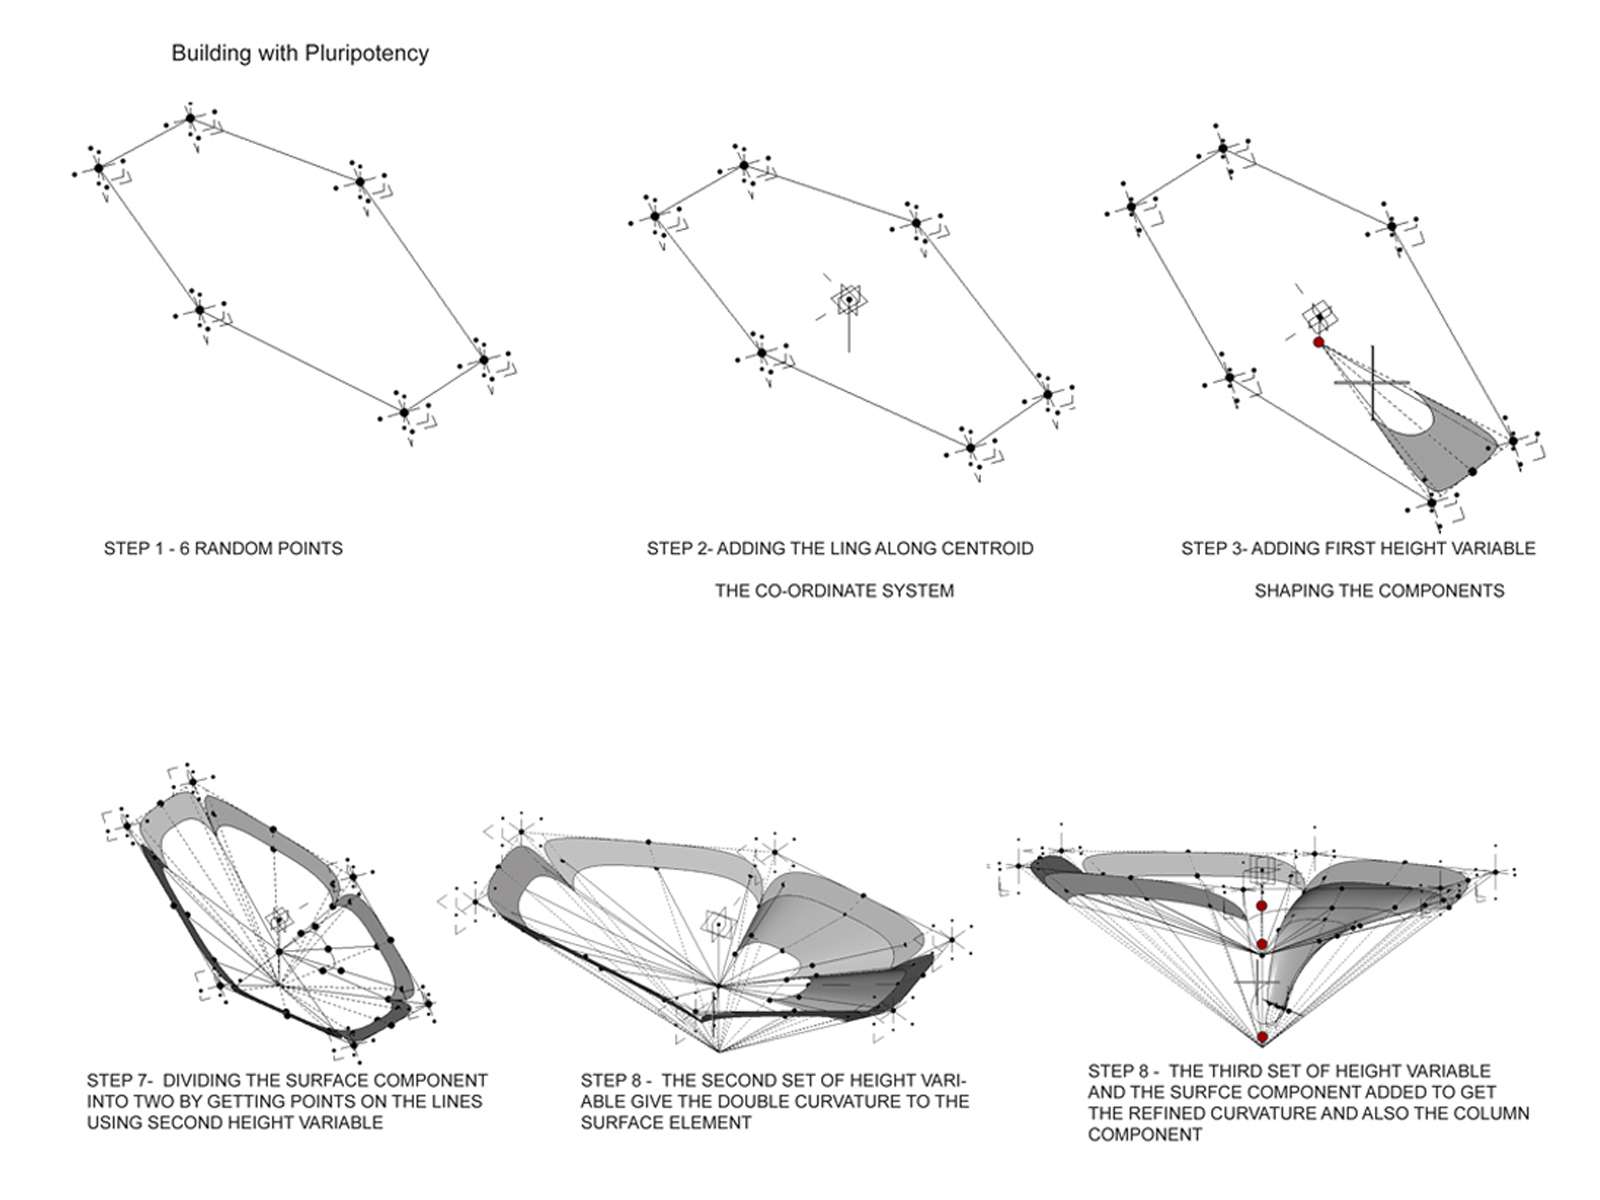 Building with Pluripotency
STEP 1 - 6 RANDOM POINTS
STEP 2- ADDING THE LING ALONG CENTROID
THE CO-ORDINATE SYSTEM
STEP 3- ADDING FIRST HEIGHT VARIABLE
SHAPING THE COMPONENTS
STEP 7-  DIVIDING THE SURFACE COMPONENT
INTO TWO BY GETTING POINTS ON THE LINES
USING SECOND HEIGHT VARIABLE
STEP 8 -  THE SECOND SET OF HEIGHT VARI-
ABLE GIVE THE DOUBLE CURVATURE TO THE
SURFACE ELEMENT
STEP 8 -  THE THIRD SET OF HEIGHT VARIABLE
AND THE SURFCE COMPONENT ADDED TO GET
THE REFINED CURVATURE AND ALSO THE COLUMN
COMPONENT